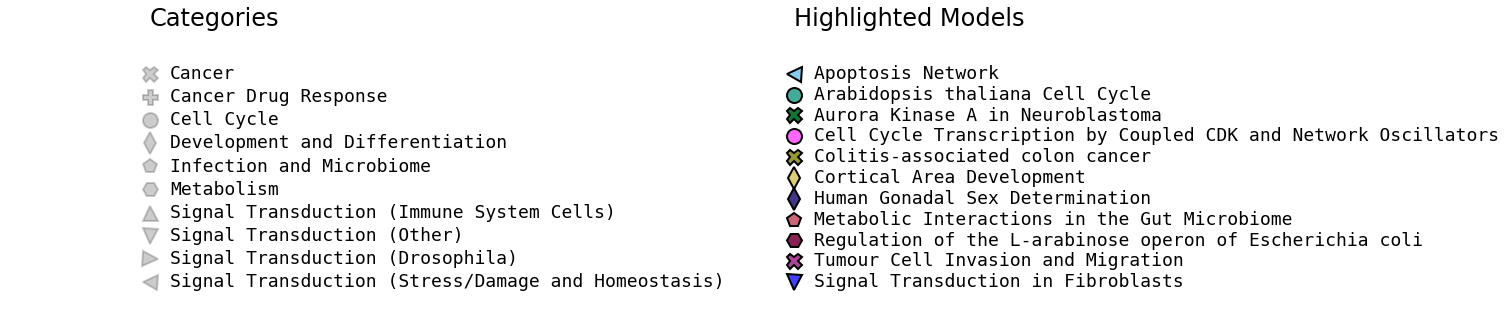 Categories
Cancer
Cancer Drug Response
Cell Cycle
Development and Differentiation
Infection and Microbiome
Metabolism
Signal Transduction (Immune System Cells)
Signal Transduction (Other)
Signal Transduction (Drosophila)
Signal Transduction (Stress/Damage and Homeostasis)
Highlighted Models
Apoptosis Network
Arabidopsis thaliana Cell Cycle
Aurora Kinase A in Neuroblastoma
Cell Cycle Transcription by Coupled CDK and Network Oscillators
Colitis-associated colon cancer
Cortical Area Development
Human Gonadal Sex Determination
Metabolic Interactions in the Gut Microbiome
Regulation of the L-arabinose operon of Escherichia coli
Tumour Cell Invasion and Migration
Signal Transduction in Fibroblasts